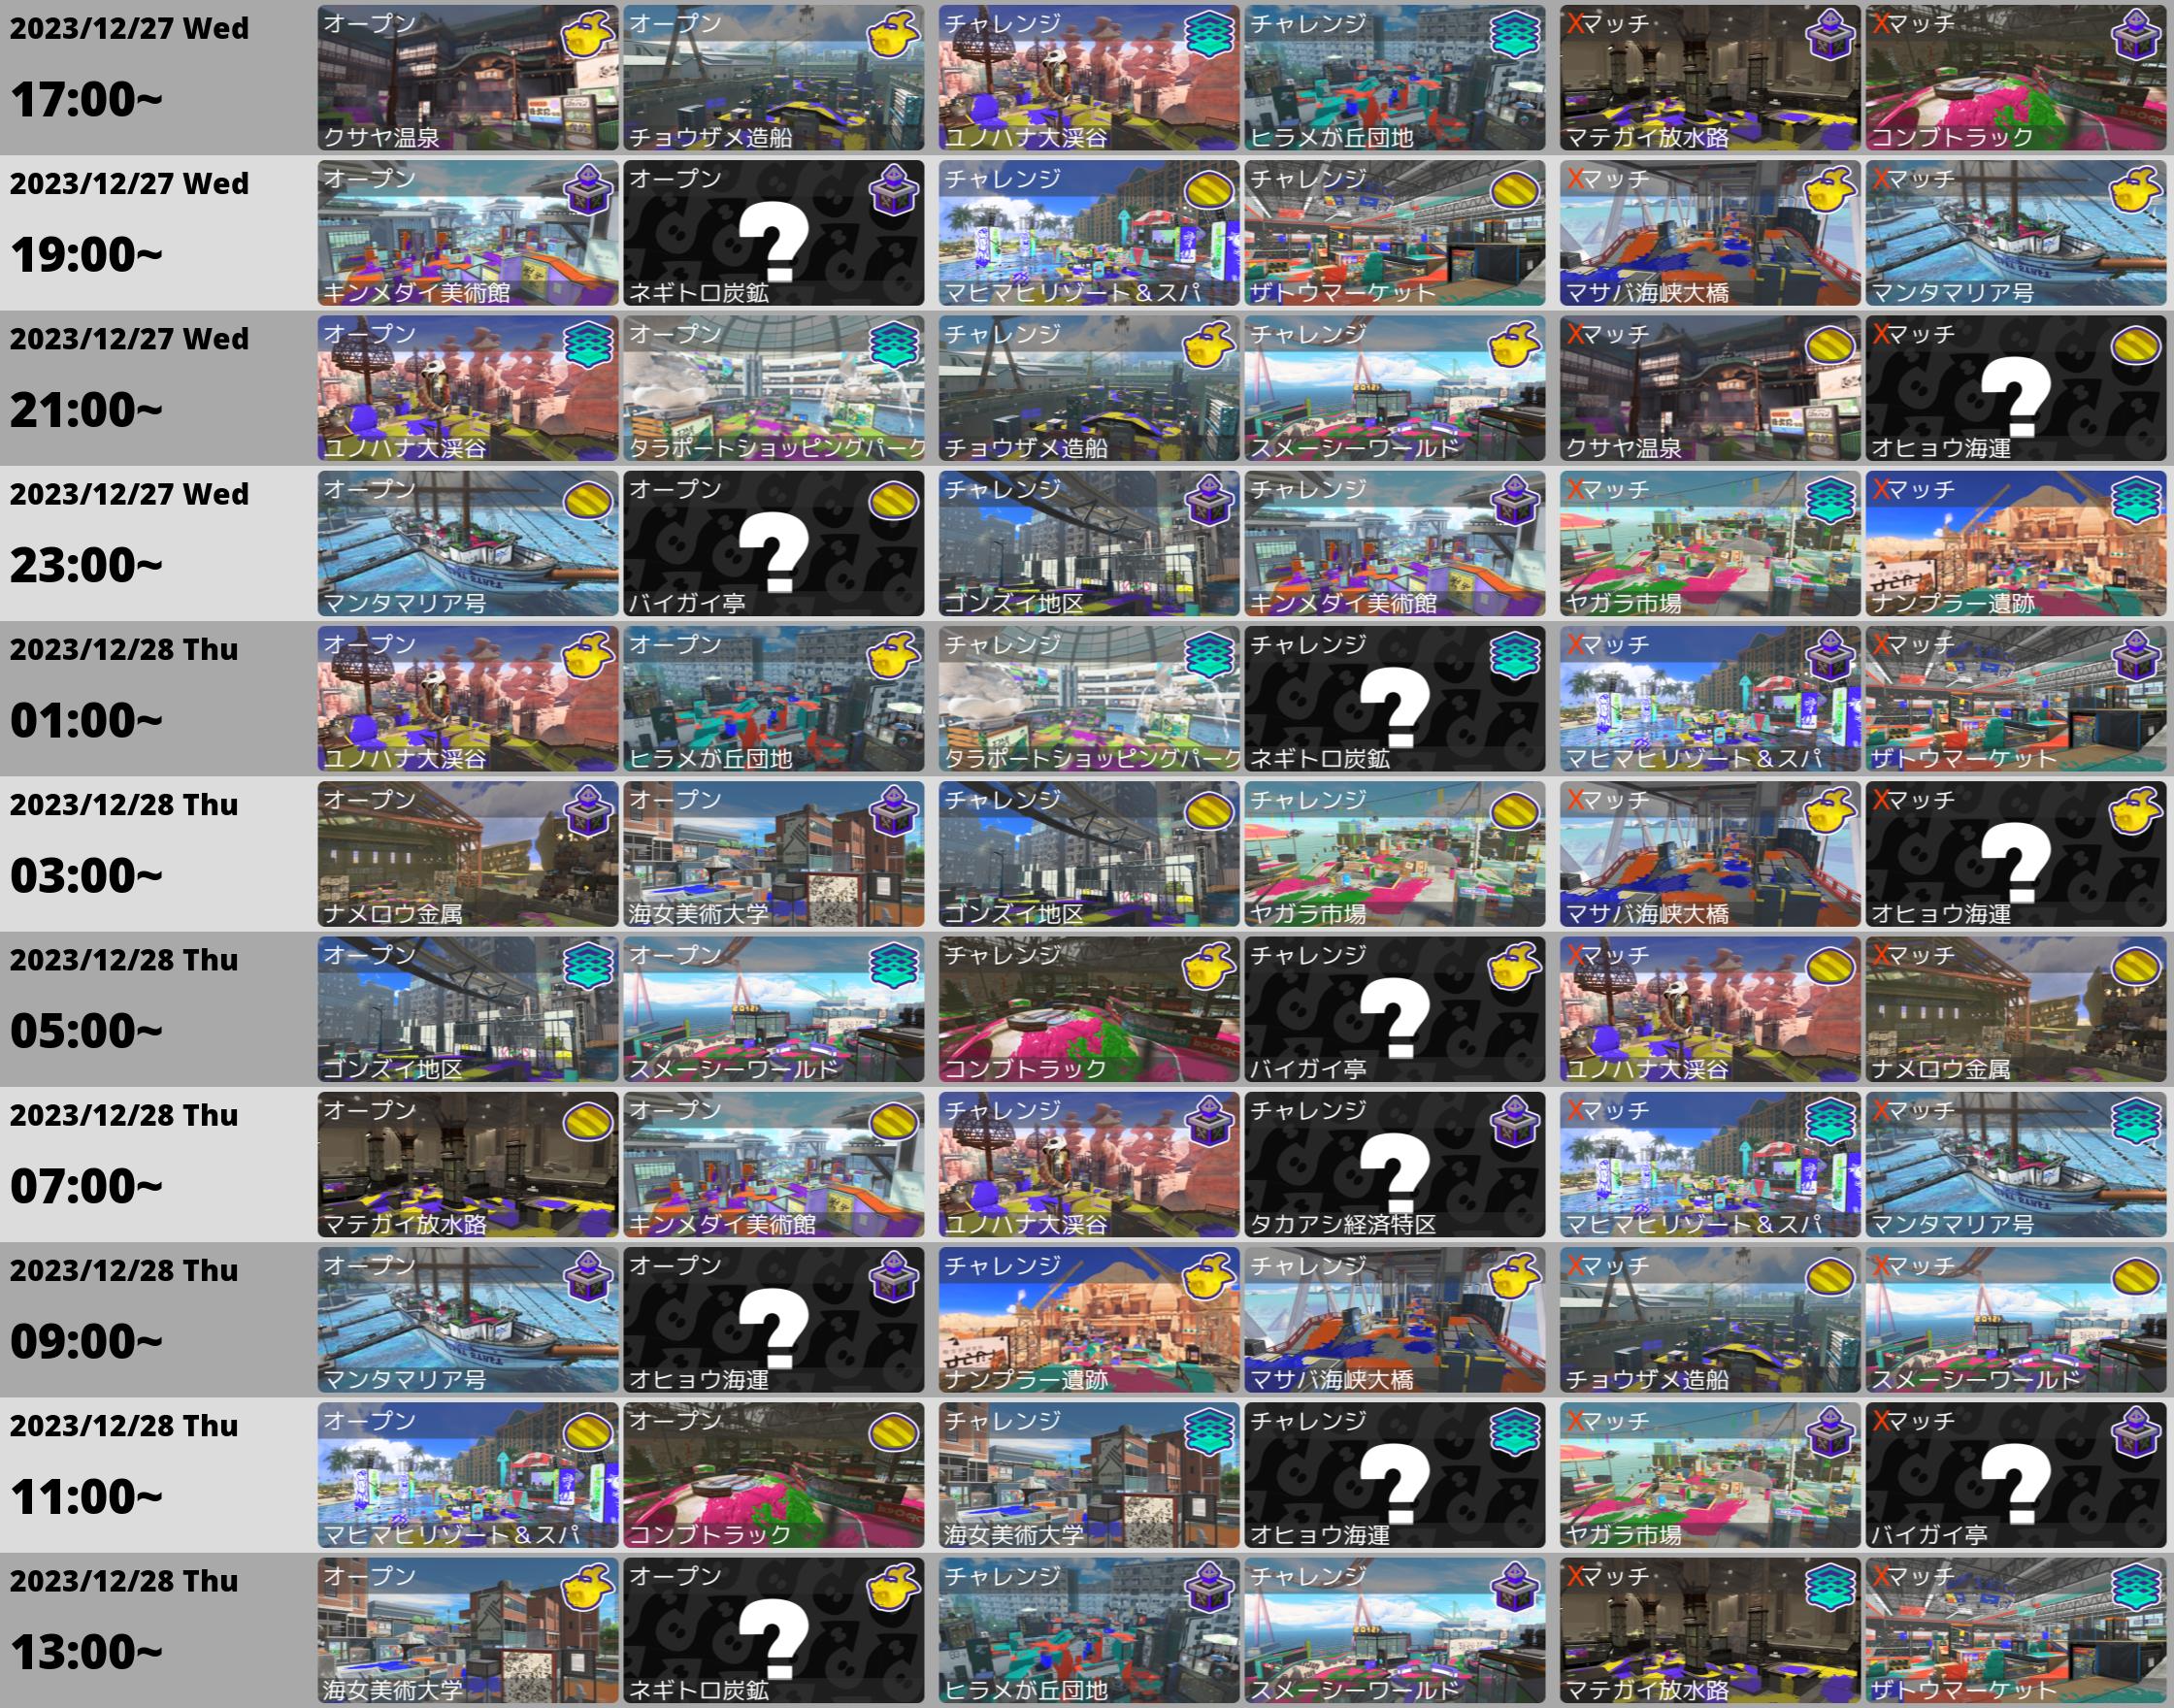 2023/12/27 Wed
17:00~
オープン
クサヤ温泉
オープン
チョウザメ造船
チャレンジ
ユノハナ大渓谷
チャレンジ
ヒラメが丘団地
Xマッチ
マテガイ放水路
Xマッチ
コンブトラック
2023/12/27 Wed
19:00~
オープン
キンメダイ美術館
オープン
ネギトロ炭鉱
チャレンジ
マヒマヒリゾート&スパ
チャレンジ
ザトウマーケット
Xマッチ
マサバ海峡大橋
Xマッチ
マンタマリア号
2023/12/27 Wed
21:00~
オープン
ユノハナ大渓谷
オープン
タラポートショッピングパーク
チャレンジ
チョウザメ造船
チャレンジ
スメーシーワールド
Xマッチ
クサヤ温泉
Xマッチ
オヒョウ海運
2023/12/27 Wed
23:00~
オープン
マンタマリア号
オープン
バイガイ亭
チャレンジ
ゴンズイ地区
チャレンジ
キンメダイ美術館
Xマッチ
ヤガラ市場
Xマッチ
ナンプラー遺跡
2023/12/28 Thu
01:00~
オープン
ユノハナ大渓谷
オープン
ヒラメが丘団地
チャレンジ
タラポートショッピングパーク
チャレンジ
ネギトロ炭鉱
Xマッチ
マヒマヒリゾート&スパ
Xマッチ
ザトウマーケット
2023/12/28 Thu
03:00~
オープン
ナメロウ金属
オープン
海女美術大学
チャレンジ
ゴンズイ地区
チャレンジ
ヤガラ市場
Xマッチ
マサバ海峡大橋
Xマッチ
オヒョウ海運
2023/12/28 Thu
05:00~
オープン
ゴンズイ地区
オープン
スメーシーワールド
チャレンジ
コンブトラック
チャレンジ
バイガイ亭
Xマッチ
ユノハナ大渓谷
Xマッチ
ナメロウ金属
2023/12/28 Thu
07:00~
オープン
マテガイ放水路
オープン
キンメダイ美術館
チャレンジ
ユノハナ大渓谷
チャレンジ
タカアシ経済特区
Xマッチ
マヒマヒリゾート&スパ
Xマッチ
マンタマリア号
2023/12/28 Thu
09:00~
オープン
マンタマリア号
オープン
オヒョウ海運
チャレンジ
ナンプラー遺跡
チャレンジ
マサバ海峡大橋
Xマッチ
チョウザメ造船
Xマッチ
スメーシーワールド
2023/12/28 Thu
11:00~
オープン
マヒマヒリゾート&スパ
オープン
コンブトラック
チャレンジ
海女美術大学
チャレンジ
オヒョウ海運
Xマッチ
ヤガラ市場
Xマッチ
バイガイ亭
2023/12/28 Thu
13:00~
オープン
海女美術大学
オープン
ネギトロ炭鉱
チャレンジ
ヒラメが丘団地
チャレンジ
スメーシーワールド
Xマッチ
マテガイ放水路
Xマッチ
ザトウマーケット